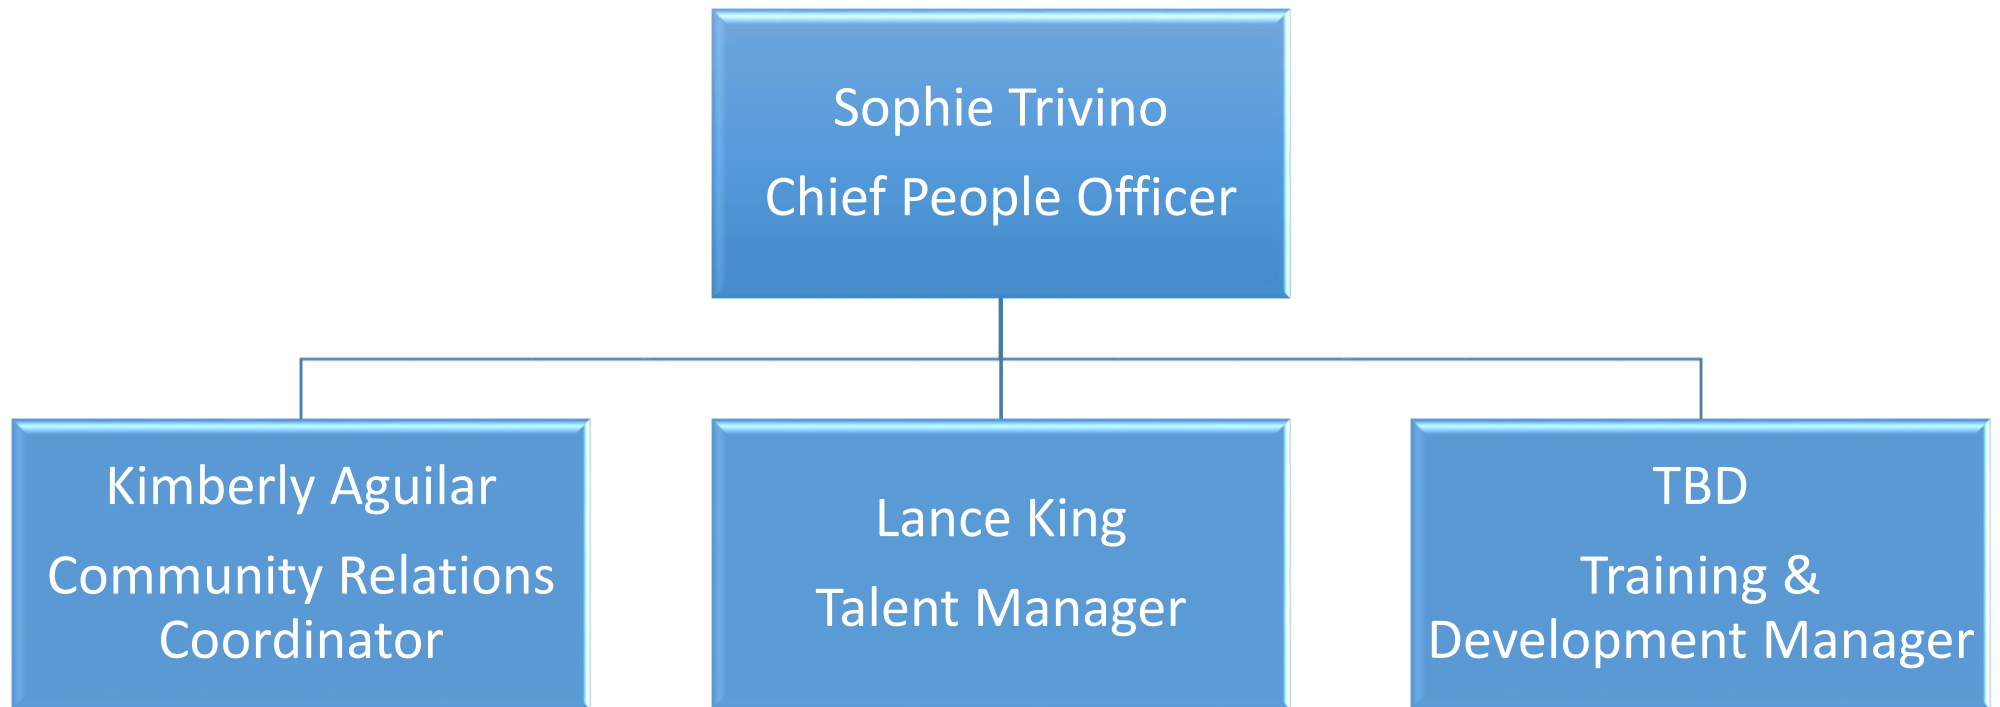 Sophie Trivino
Chief People Officer
Kimberly Aguilar
Community Relations
Coordinator
Lance King
Talent Manager
TBD
Training &
Development Manager